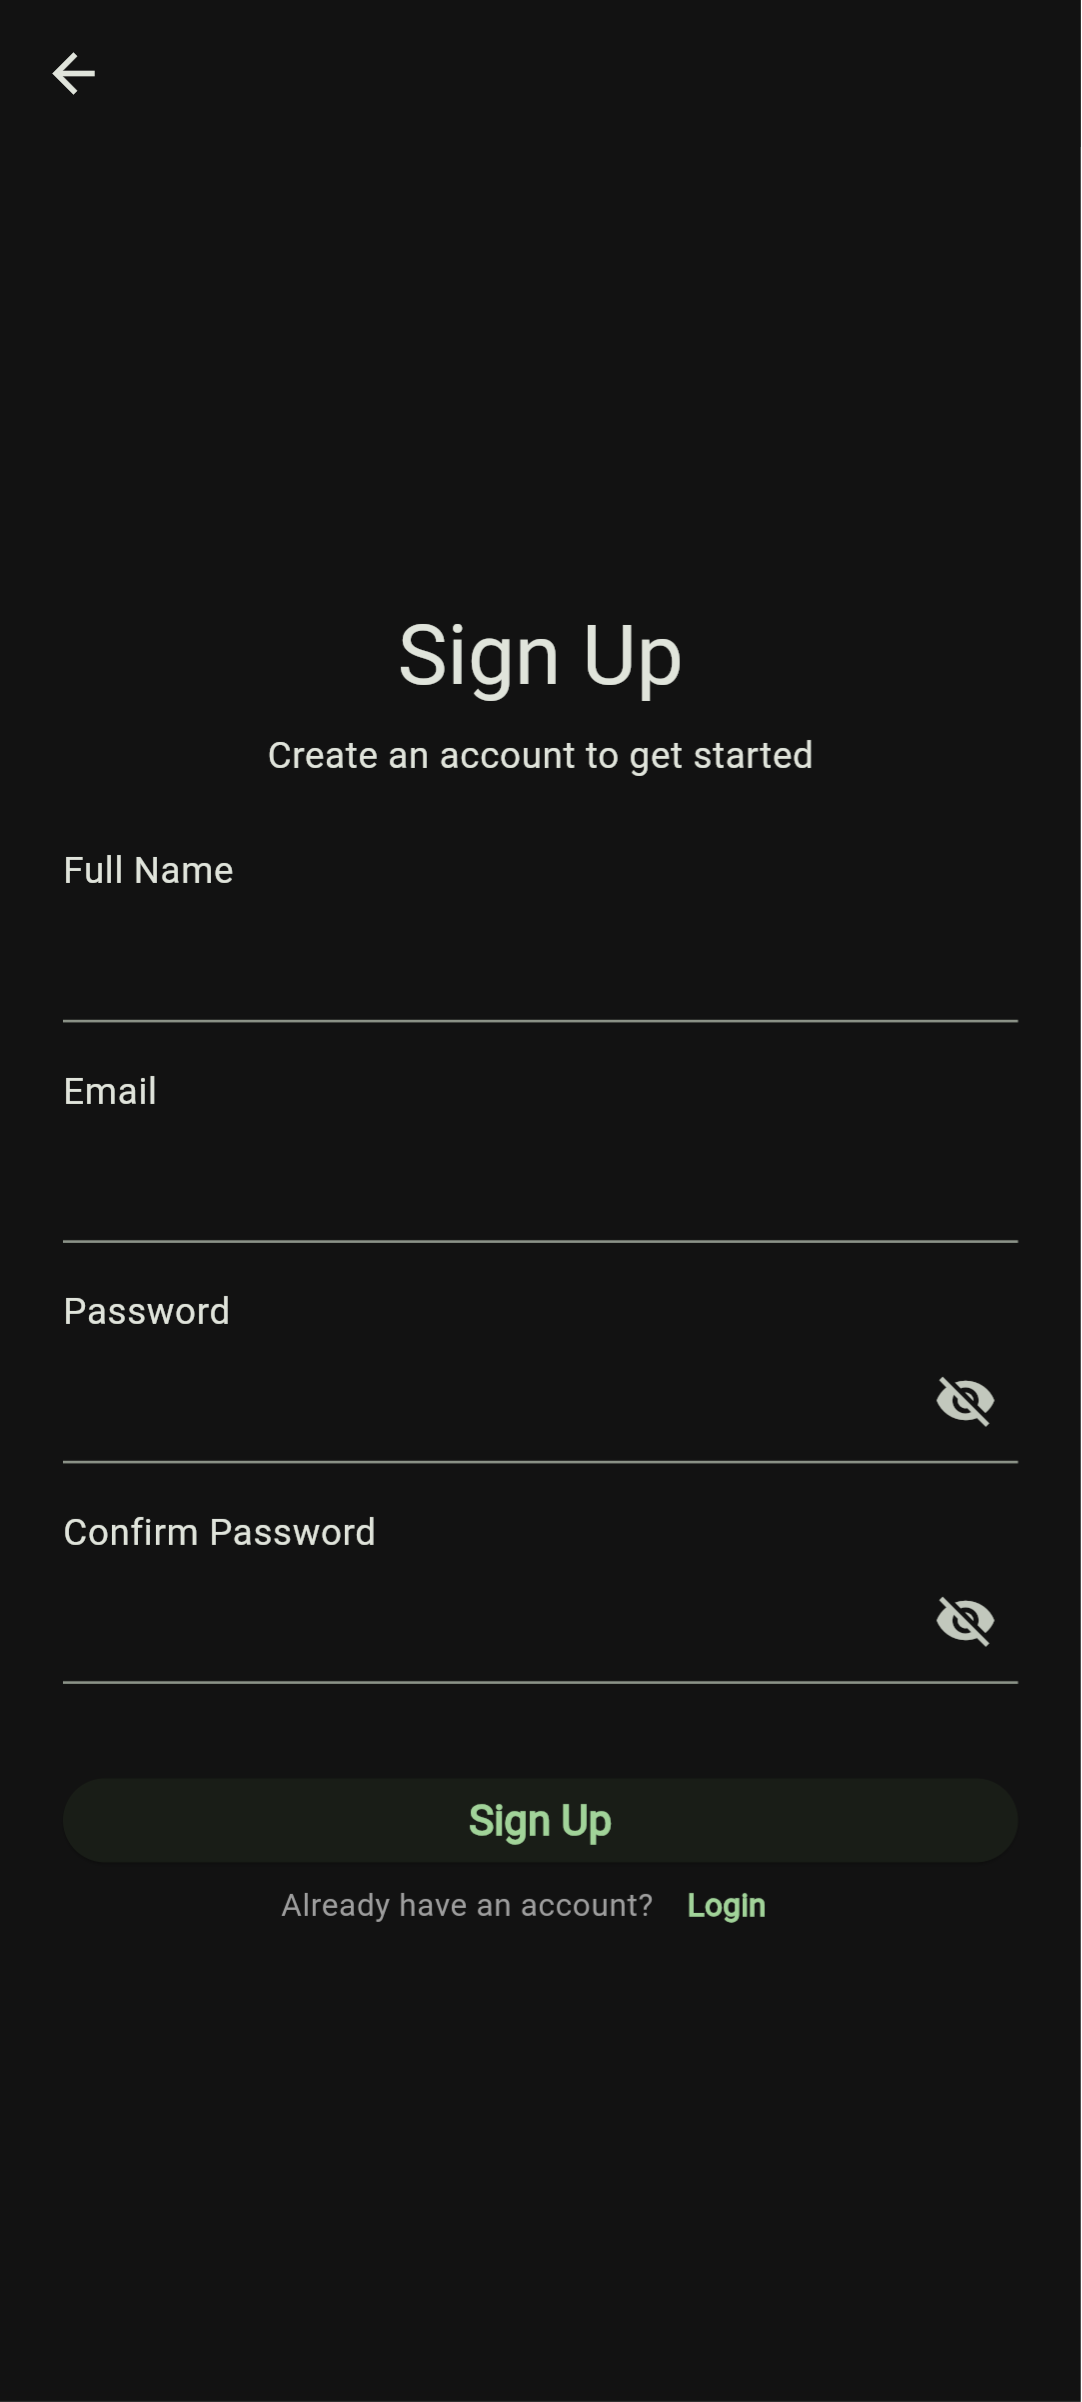 Sign Up
Create an account to get started
Full Name
Email
Password
Confirm Password
Sign Up
Already have an account? Login